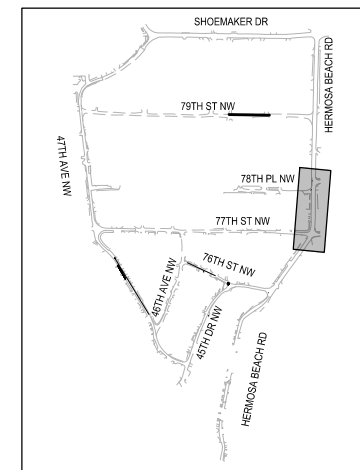 SHOEMAKER DR
HERMOSA BEACH RD
79TH ST NW
47TH AVE NW
78TH PL NW
77TH ST NW
76TH ST NW
46TH AVE NW
45TH DR NW
HERMOSA BEACH RD